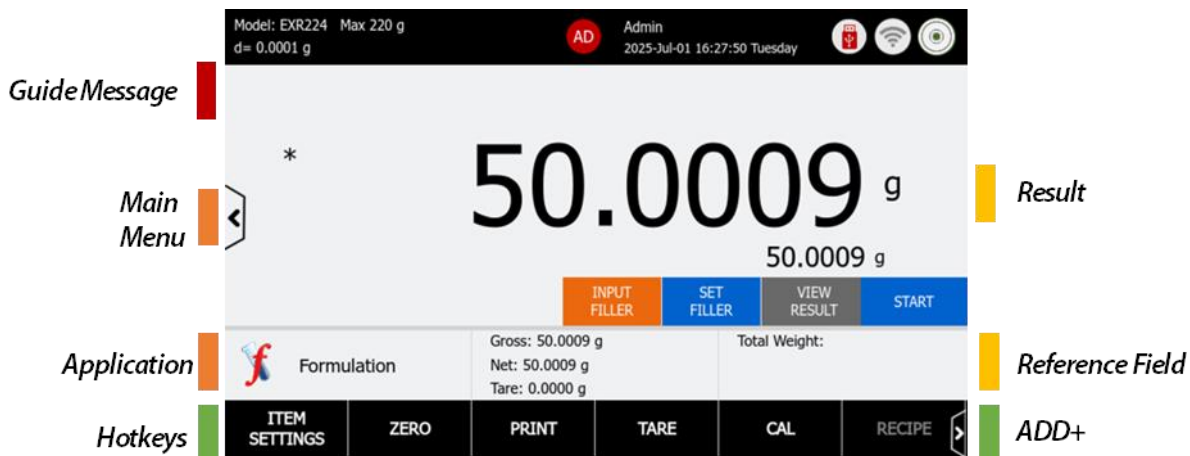 Model: EXR224 Max 220 g
d= 0.0001 g
AD
Admin
2025-Jul-01 16:27:50 Tuesday
Guide Message
*
50.0009 g
Main
Menu
Result
50.0009 g
INPUT
FILLER
SET
FILLER
VIEW
RESULT
START
Application
Formulation
Gross: 50.0009 g
Net: 50.0009 g
Tare: 0.0000 g
Total Weight:
Reference Field
Hotkeys
ITEM
SETTINGS
ZERO
PRINT
TARE
CAL
RECIPE
ADD+